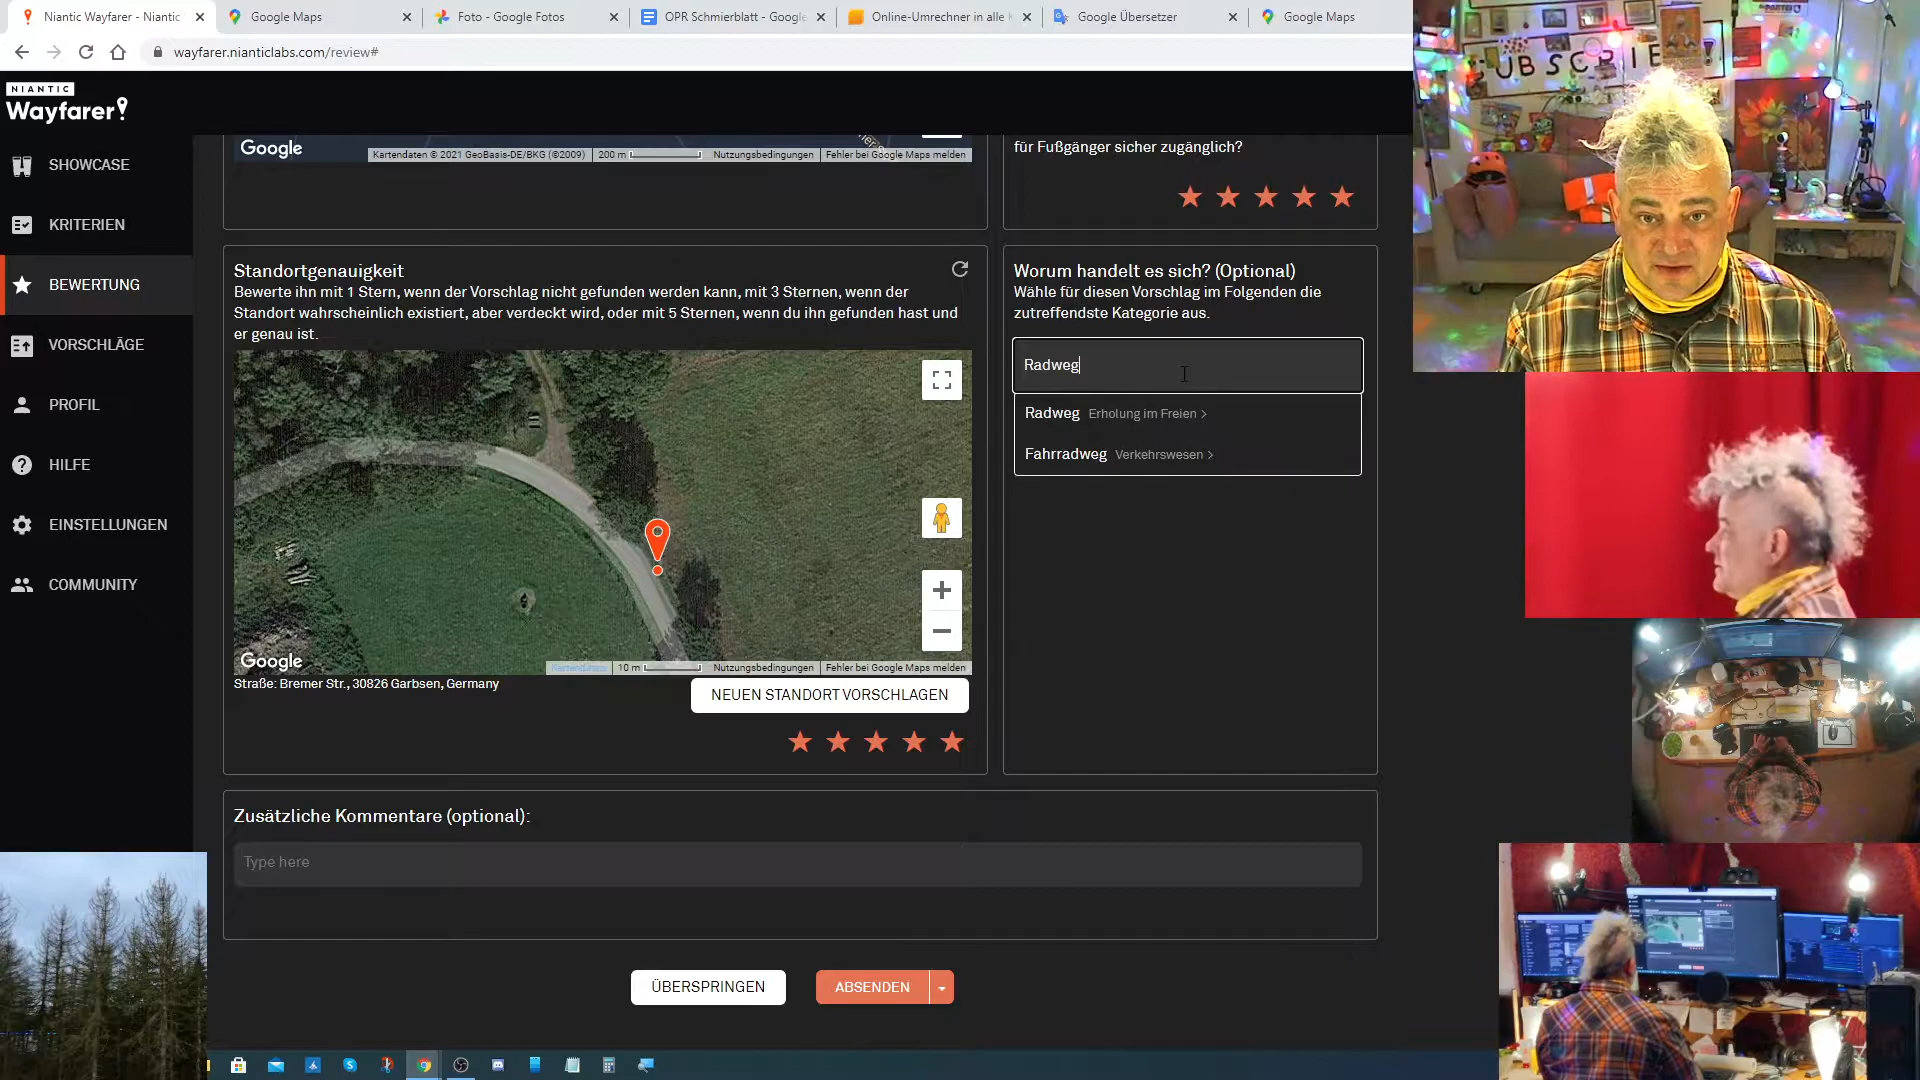 Niantic Wayfarer - Niantic
Google Maps
Foto - Google Fotos
OPR Schmierblatt - Google
Online-Umrechner in alle
Google Übersetzer
Google Maps
wayfarer.nianticlabs.com/review#
NIANTIC
Wayfarer
SHOWCASE
KRITERIEN
BEWERTUNG
VORSCHLÄGE
PROFIL
HILFE
EINSTELLUNGEN
COMMUNITY
Google
Kartendaten © 2021 GeoBasis-DE/BKG (©2009)
200 m
Nutzungsbedingungen
Fehler bei Google Maps melden
für Fußgänger sicher zugänglich?
Standortgenauigkeit
Bewerte ihn mit 1 Stern, wenn der Vorschlag nicht gefunden werden kann, mit 3 Sternen, wenn der
Standort wahrscheinlich existiert, aber verdeckt wird, oder mit 5 Sternen, wenn du ihn gefunden hast und
er genau ist.
Google
10 m
Nutzungsbedingungen
Fehler bei Google Maps melden
Straße: Bremer Str., 30826 Garbsen, Germany
NEUEN STANDORT VORSCHLAGEN
Worum handelt es sich? (Optional)
Wähle für diesen Vorschlag im Folgenden die
zutreffendste Kategorie aus.
Radweg
Radweg Erholung im Freien >
Fahrradweg Verkehrswesen >
Zusätzliche Kommentare (optional):
Type here
ÜBERSPRINGEN
ABSENDEN
UBSCRIE